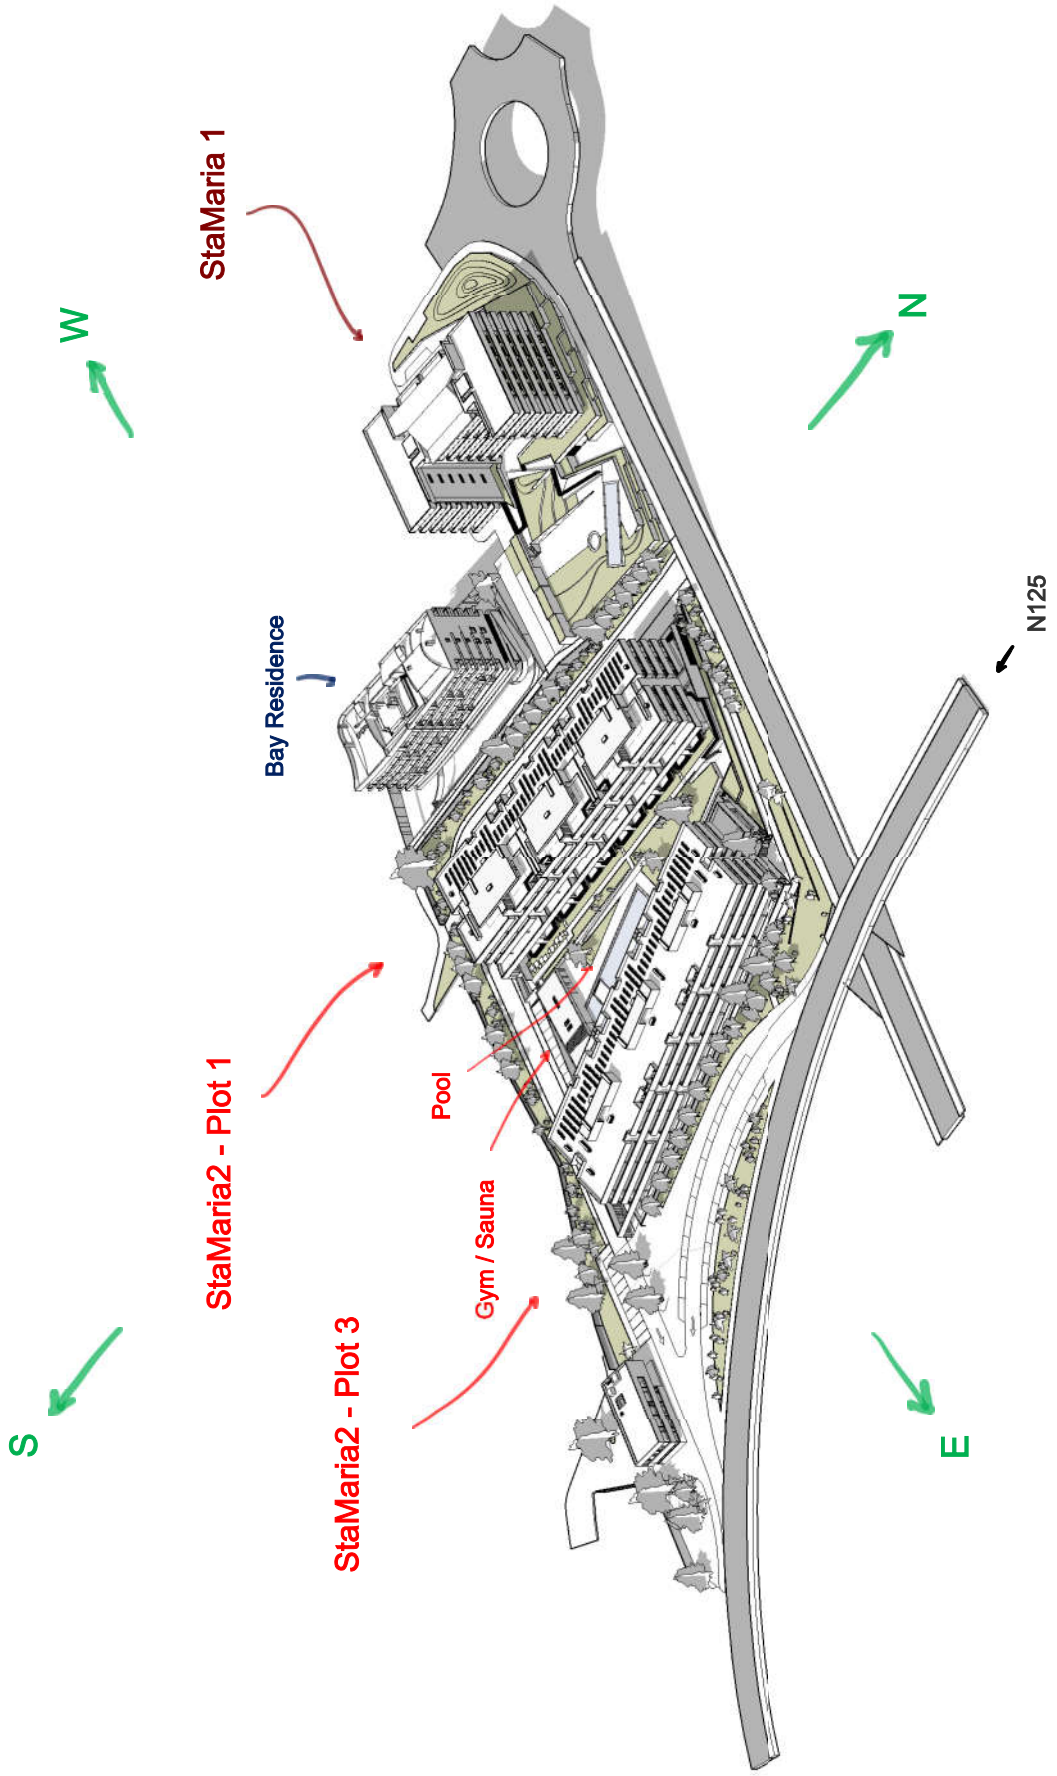 S
W
StaMaria2 - Plot 3
StaMaria2 - Plot 1
Bay Residence
StaMaria 1
Gym / Sauna
Pool
E
N
N125